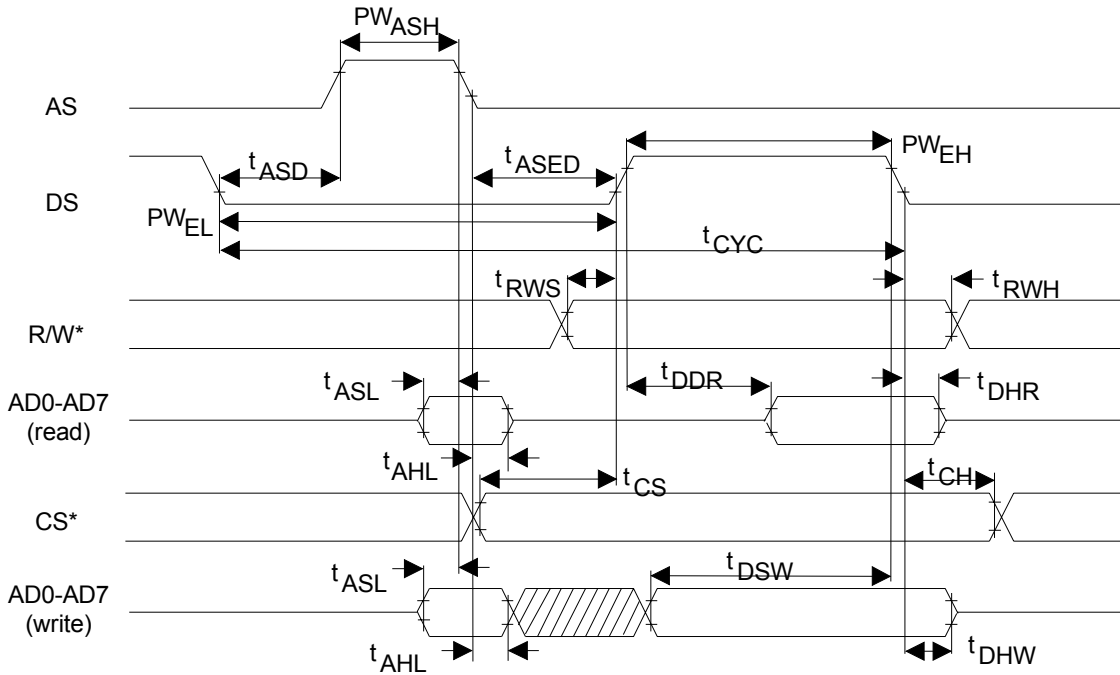 PWASH
AS
tASD
tASED
PWEH
DS
PWEL
tCYC
tRWS
tRWH
R/W*
tASL
tDDR
tDHR
AD0-AD7
(read)
tAHL
tCS
tCH
CS*
tASL
tDSW
AD0-AD7
(write)
tAHL
tDHW